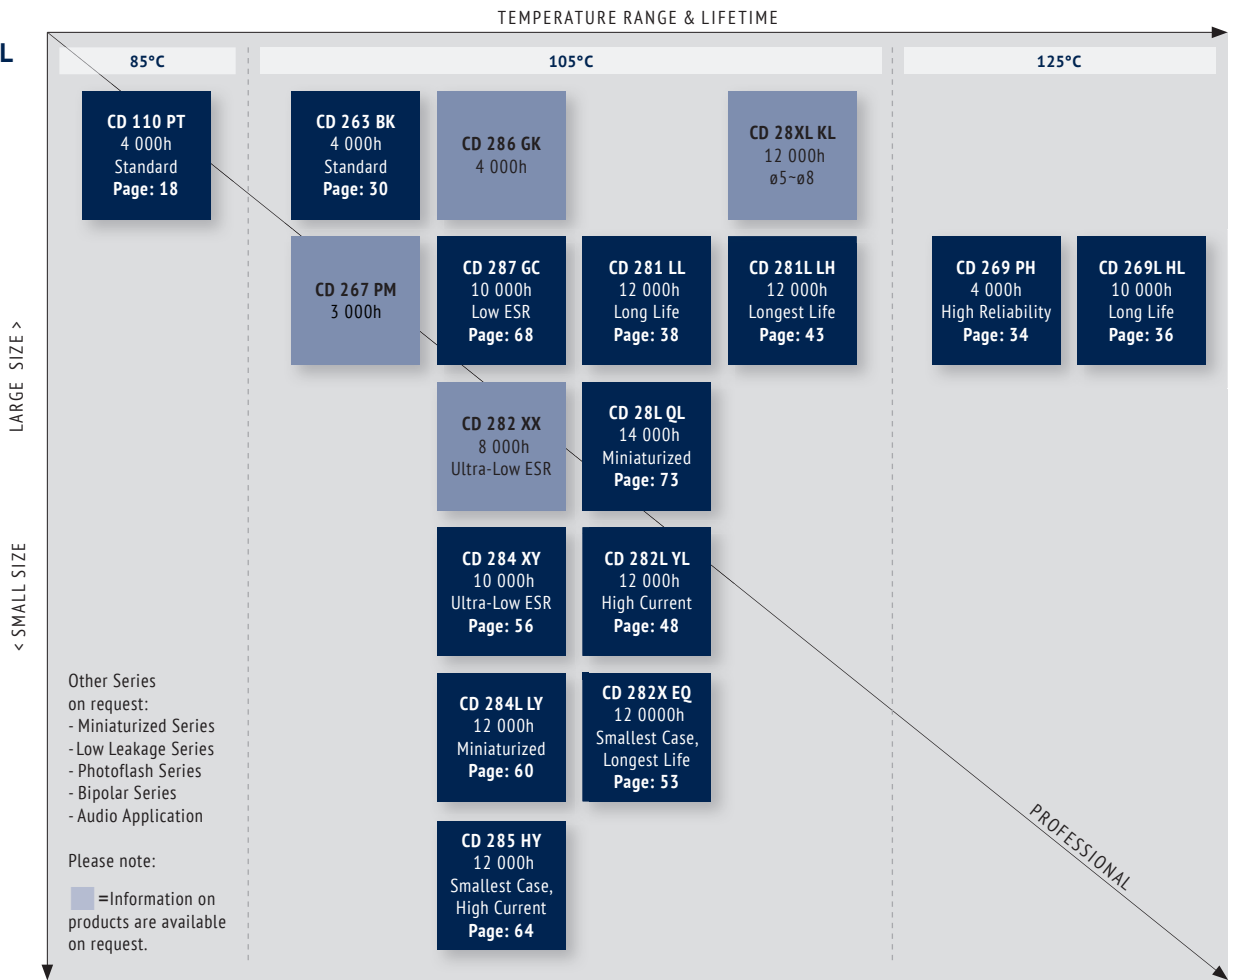 TEMPERATURE RANGE & LIFETIME
L
85°C
105°C
125°C
CD 110 PT
4 000h
Standard
Page: 18
CD 263 BK
4 000h
Standard
Page: 30
CD 286 GK
4 000h
CD 28XL KL
12 000h
ø5~ø8
CD 267 PM
3 000h
CD 287 GC
10 000h
Low ESR
Page: 68
CD 281 LL
12 000h
Long Life
Page: 38
CD 281L LH
12 000h
Longest Life
Page: 43
CD 269 PH
4 000h
High Reliability
Page: 34
CD 269L HL
10 000h
Long Life
Page: 36
LARGE SIZE >
CD 282 XX
8 000h
Ultra-Low ESR
CD 28L QL
14 000h
Miniaturized
Page: 73
< SMALL SIZE
CD 284 XY
10 000h
Ultra-Low ESR
Page: 56
CD 282L YL
12 000h
High Current
Page: 48
CD 284L LY
12 000h
Miniaturized
Page: 60
CD 282X EQ
12 0000h
Smallest Case,
Longest Life
Page: 53
CD 285 HY
12 000h
Smallest Case,
High Current
Page: 64
Other Series
on request:
- Miniaturized Series
- Low Leakage Series
- Photoflash Series
- Bipolar Series
- Audio Application
Please note:
=Information on
products are available
on request.
PROFESSIONAL